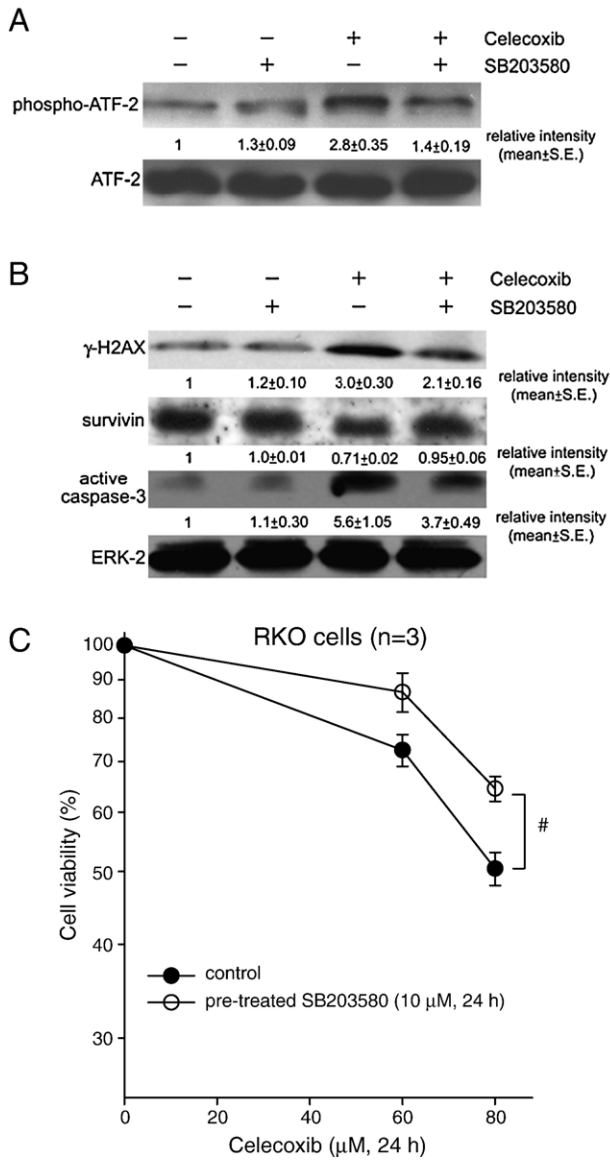 A
− − + + Celecoxib
− + − + SB203580
phospho-ATF-2
1 1.3±0.09 2.8±0.35 1.4±0.19 relative intensity
(mean±S.E.)
ATF-2
B
− − + + Celecoxib
− + − + SB203580
γ-H2AX
1 1.2±0.10 3.0±0.30 2.1±0.16 relative intensity
(mean±S.E.)
survivin
1 1.0±0.01 0.71±0.02 0.95±0.06 relative intensity
(mean±S.E.)
active
caspase-3
1 1.1±0.30 5.6±1.05 3.7±0.49 relative intensity
(mean±S.E.)
ERK-2
C
RKO cells (n=3)
100
90
80
70
60
50
40
30
Cell viability (%)
#
control
pre-treated SB203580 (10 μM, 24 h)
0 20 40 60 80
Celecoxib (μM, 24 h)